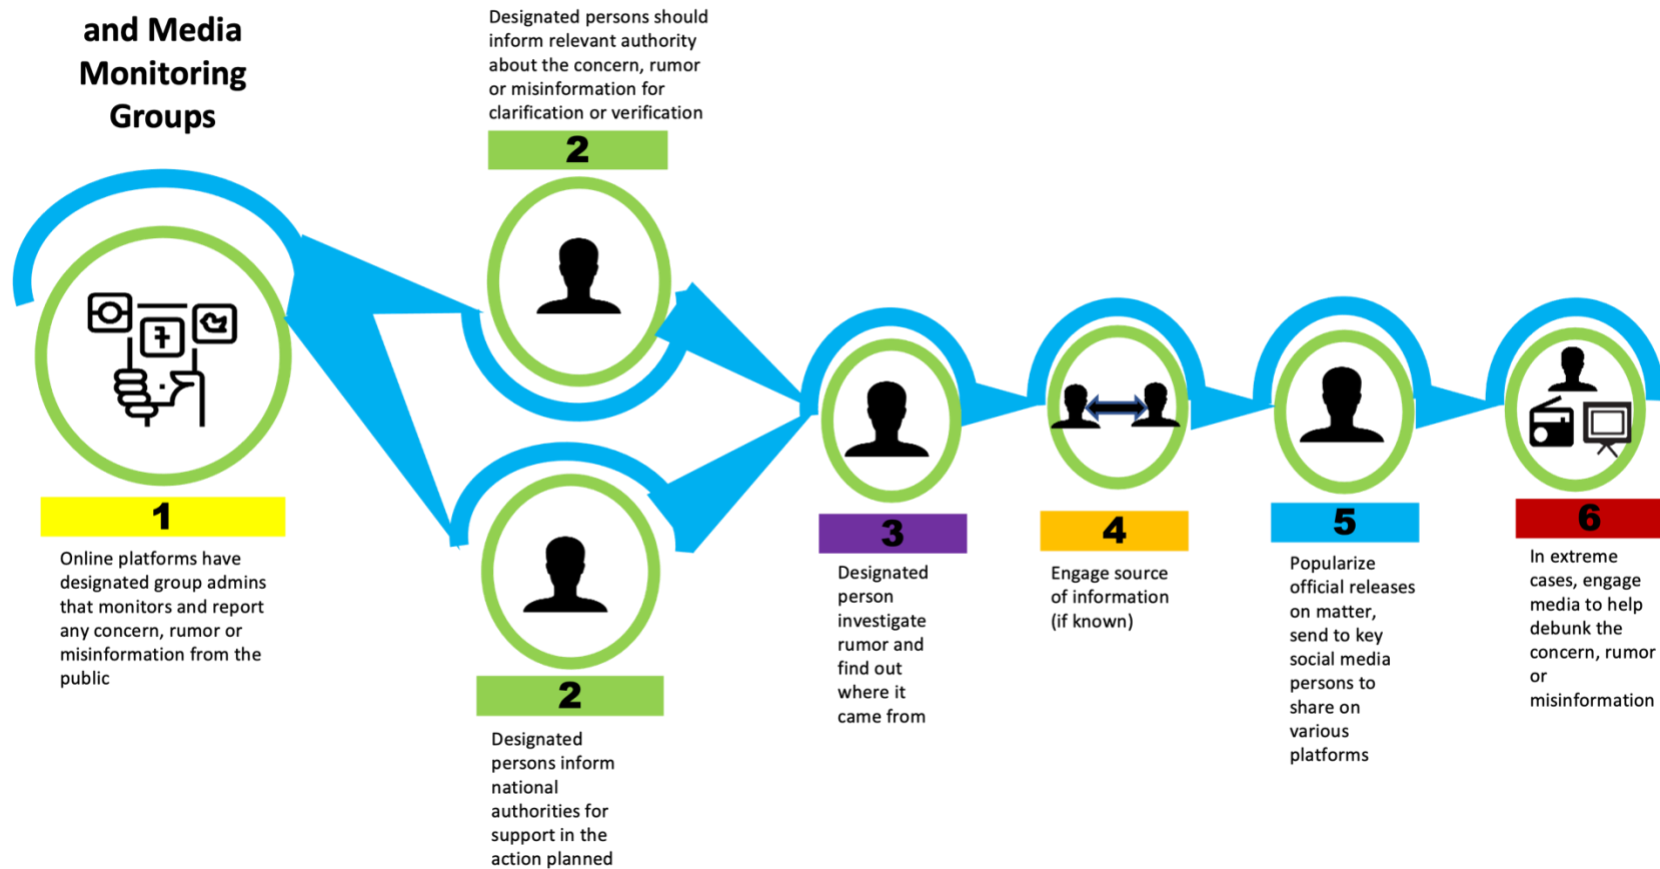 and Media
Monitoring
Groups
1
Online platforms have
designated group admins
that monitors and report
any concern, rumor or
misinformation from the
public
Designated persons should
inform relevant authority
about the concern, rumor
or misinformation for
clarification or verification
2
2
Designated
persons inform
national
authorities for
support in the
action planned
3
Designated
person
investigate
rumor and
find out
where it
came from
4
Engage source
of information
(if known)
5
Popularize
official releases
on matter,
send to key
social media
persons to
share on
various
platforms
6
In extreme
cases, engage
media to help
debunk the
concern, rumor
or
misinformation